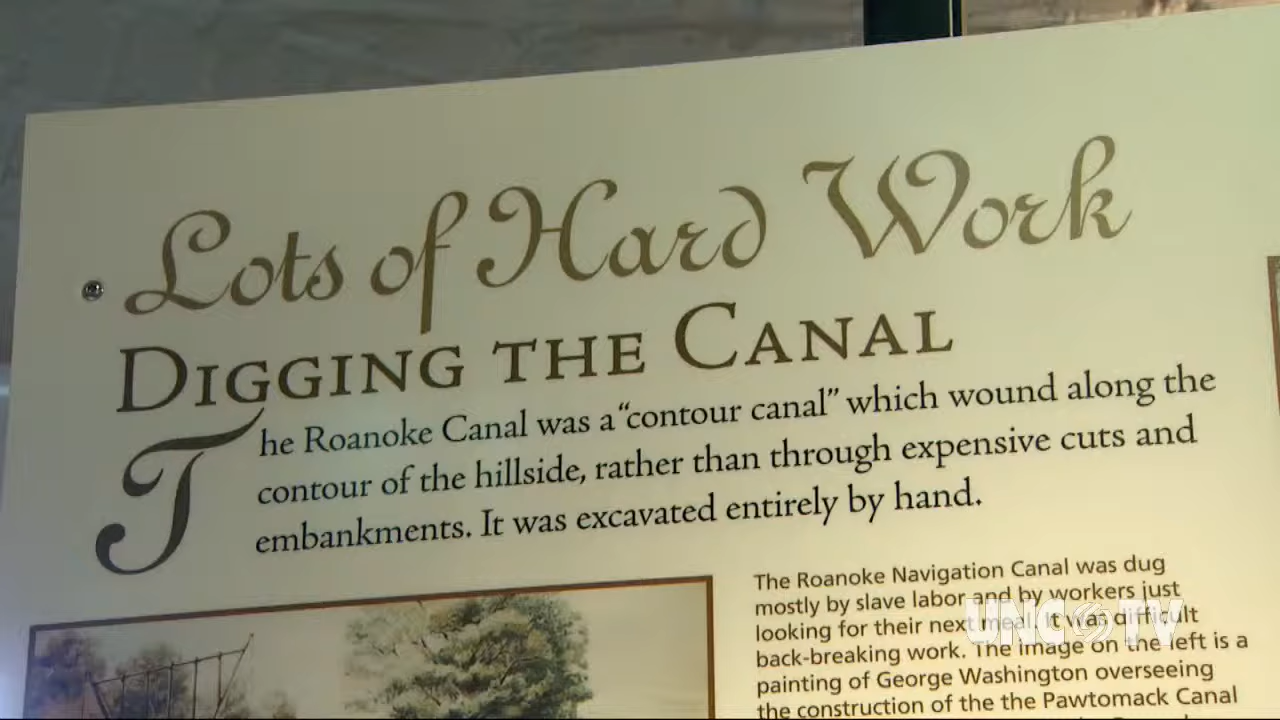 Lots of Hard Work
DIGGING THE CANAL
The Roanoke Canal was a "contour canal" which wound along the
contour of the hillside, rather than through expensive cuts and
embankments. It was excavated entirely by hand.
The Roanoke Navigation Canal was dug
mostly by slave labor and by workers just
looking for their next meal. It was difficult
back-breaking work. The image on the left is a
painting of George Washington overseeing
the construction of the the Pawtomack Canal
UNC TV